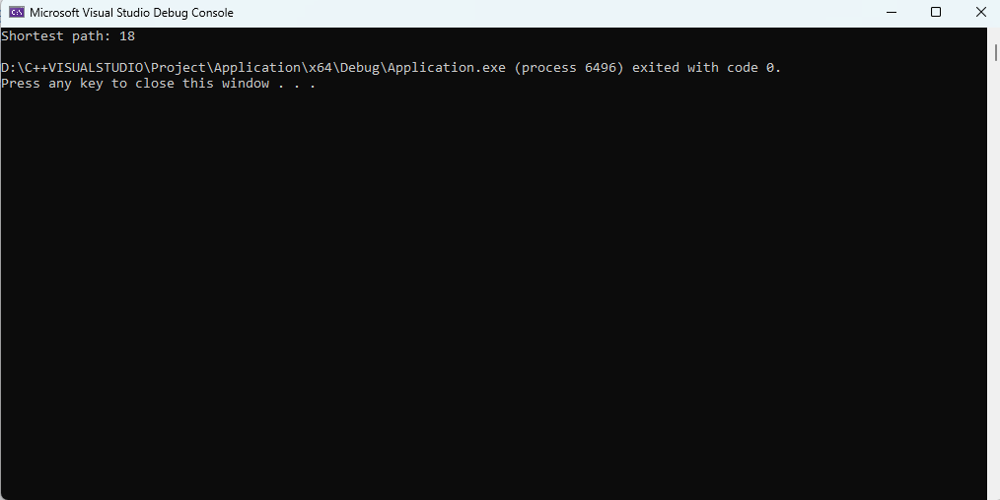 Microsoft Visual Studio Debug Console
Shortest path: 18
D:\C++VISUALSTUDIO\Project\Application\x64\Debug\Application.exe (process 6496) exited with code 0.
Press any key to close this window . . .